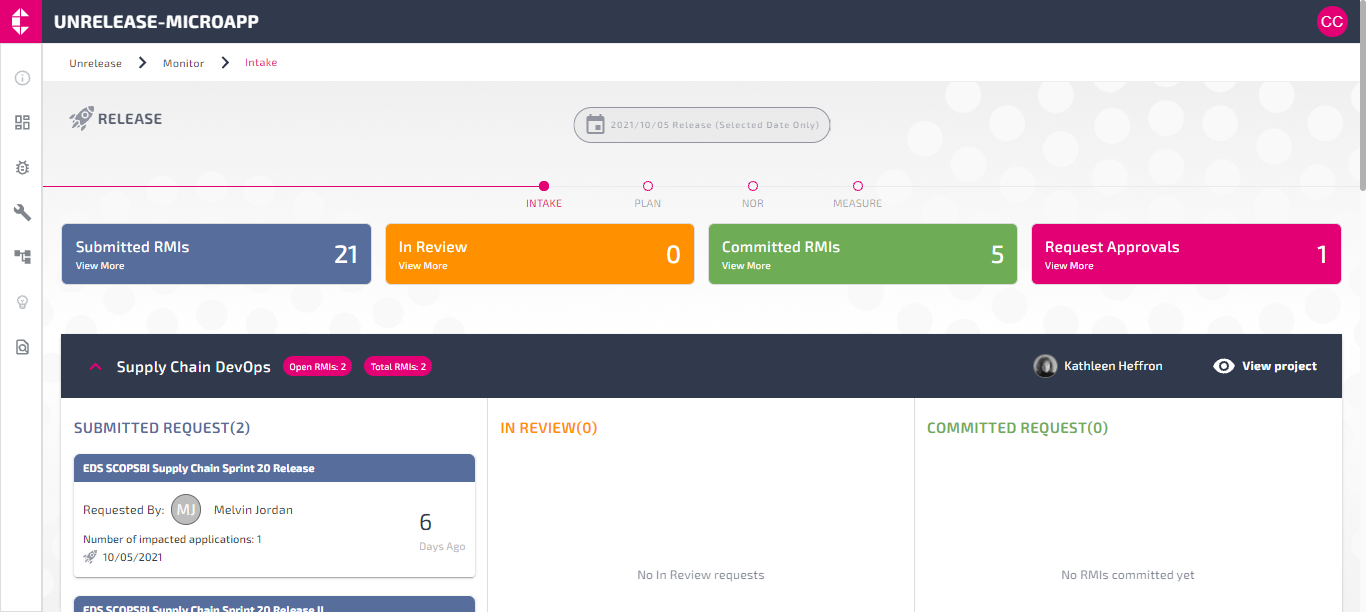 UNRELEASE-MICROAPP
CC
Unrelease
Monitor
Intake
RELEASE
2021/10/05 Release (Selected Date Only)
INTAKE
PLAN
NOR
MEASURE
Submitted RMIs
View More
21
In Review
View More
0
Committed RMIs
View More
5
Request Approvals
View More
1
Supply Chain DevOps
Open RMIs: 2
Total RMIs: 2
Kathleen Heffron
View project
SUBMITTED REQUEST(2)
EDS SCOPSBI Supply Chain Sprint 20 Release
Requested By: MJ Melvin Jordan
Number of impacted applications: 1
10/05/2021
6
Days Ago
EDS SCOPSBI Supply Chain Sprint 20 Release II
IN REVIEW(0)
No In Review requests
COMMITTED REQUEST(0)
No RMIs committed yet